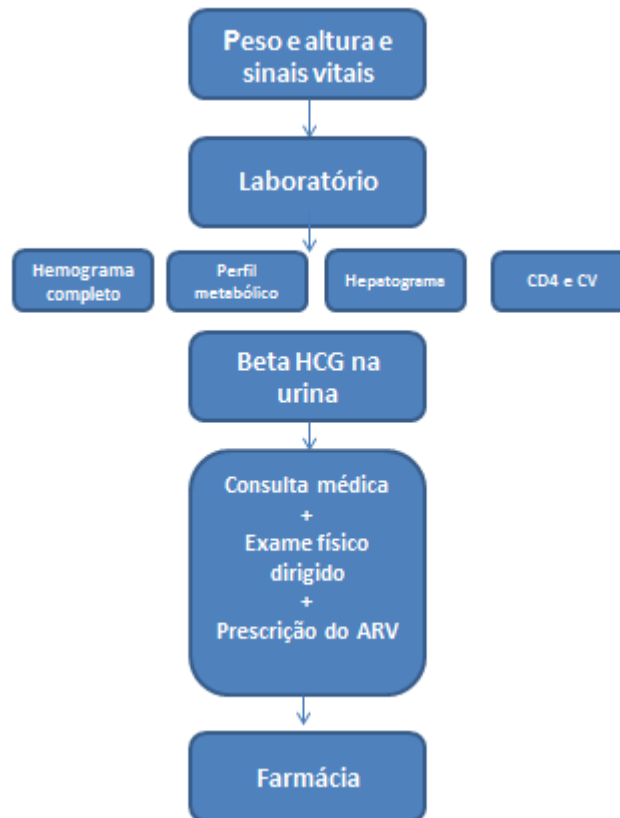 Peso e altura e
sinais vitais
Laboratório
Hemograma
completo
Perfil
metabólico
Hepatograma
CD4 e CV
Beta HCG na
urina
Consulta médica
+
Exame físico
dirigido
+
Prescrição do ARV
Farmácia